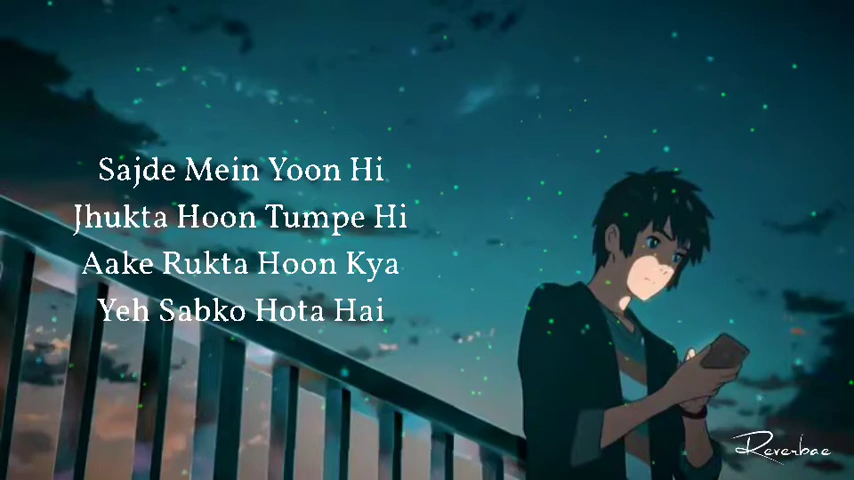 Sajde Mein Yoon Hi
Jhukta Hoon Tumpe Hi
Aake Rukta Hoon Kya
Yeh Sabko Hota Hai
Reverbae